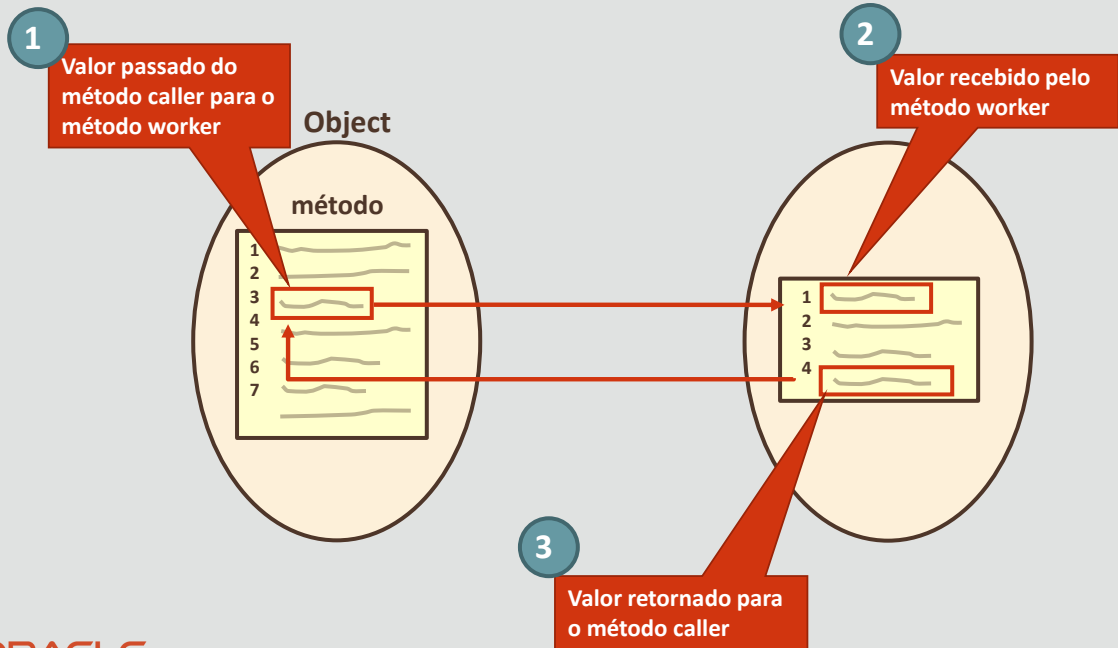 1
Valor passado do
método caller para o
método worker
2
Valor recebido pelo
método worker
Object
método
1
2
3
4
5
6
7
1
2
3
4
3
Valor retornado para
o método caller